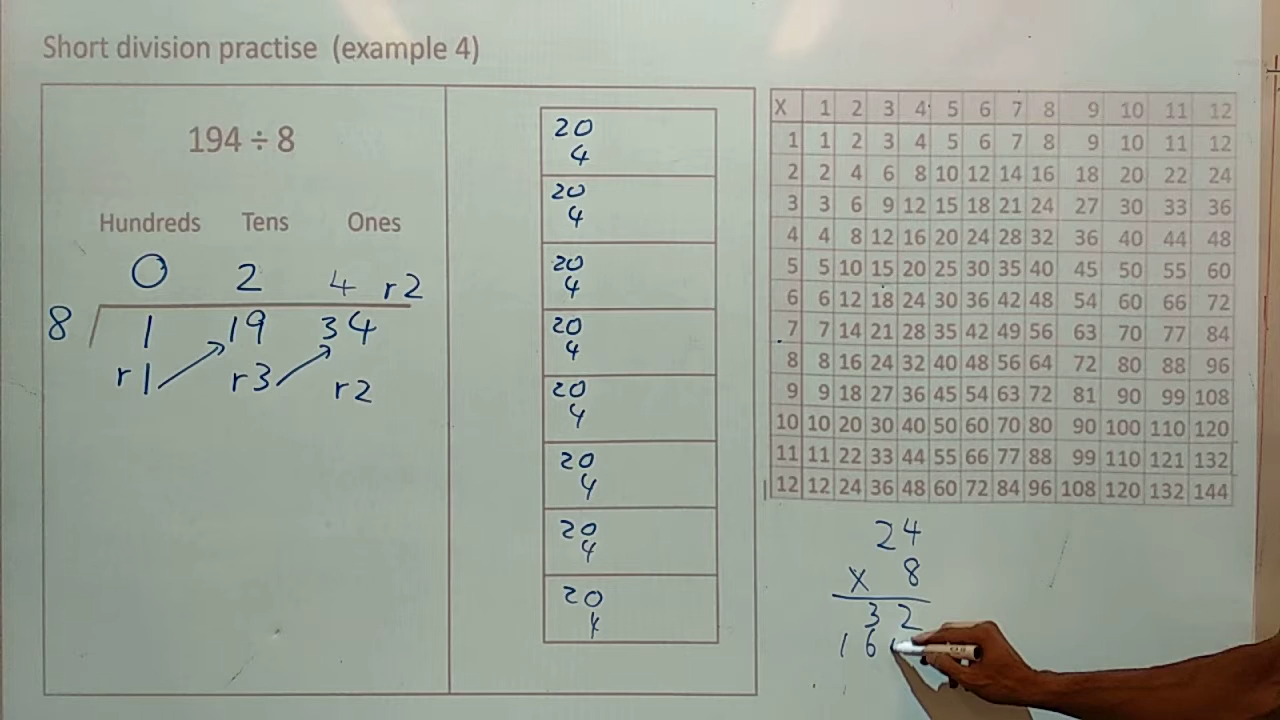 Short division practise (example 4)
194 ÷ 8
Hundreds Tens Ones
0 2 4 r2
8 1 19 34
r1 r3 r2
20
4
20
4
20
4
20
4
20
4
20
4
20
4
20
4
X 1 2 3 4 5 6 7 8 9 10 11 12
1 1 2 3 4 5 6 7 8 9 10 11 12
2 2 4 6 8 10 12 14 16 18 20 22 24
3 3 6 9 12 15 18 21 24 27 30 33 36
4 4 8 12 16 20 24 28 32 36 40 44 48
5 5 10 15 20 25 30 35 40 45 50 55 60
6 6 12 18 24 30 36 42 48 54 60 66 72
7 7 14 21 28 35 42 49 56 63 70 77 84
8 8 16 24 32 40 48 56 64 72 80 88 96
9 9 18 27 36 45 54 63 72 81 90 99 108
10 10 20 30 40 50 60 70 80 90 100 110 120
11 11 22 33 44 55 66 77 88 99 110 121 132
12 12 24 36 48 60 72 84 96 108 120 132 144
24
x 8
32
16